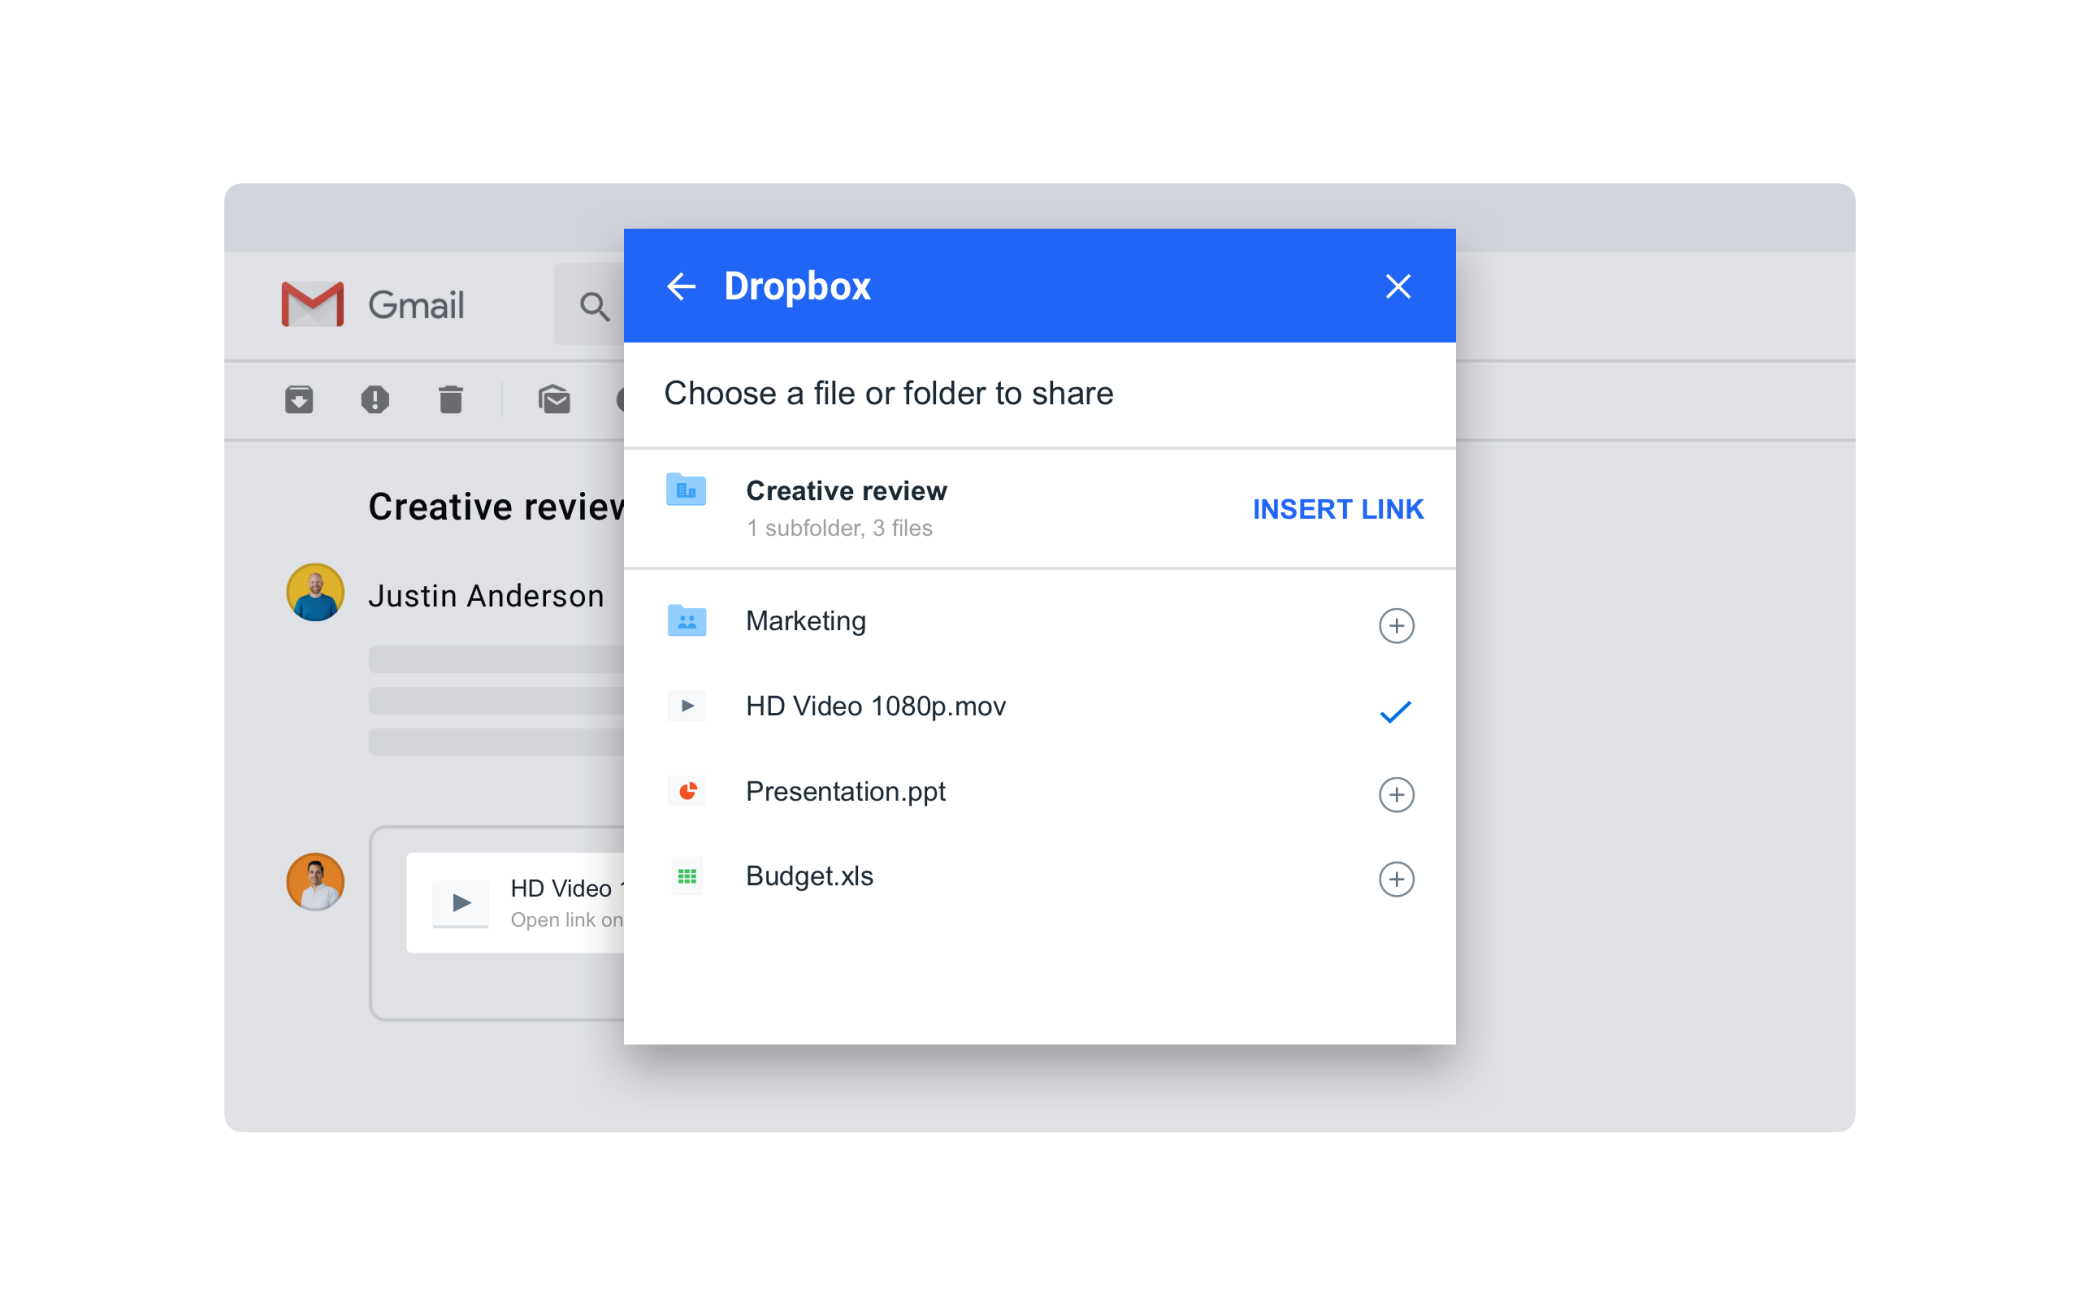 Gmail
Creative review
Justin Anderson
HD Video
Open link on
Dropbox
Choose a file or folder to share
Creative review
1 subfolder, 3 files
INSERT LINK
Marketing
HD Video 1080p.mov
Presentation.ppt
Budget.xls